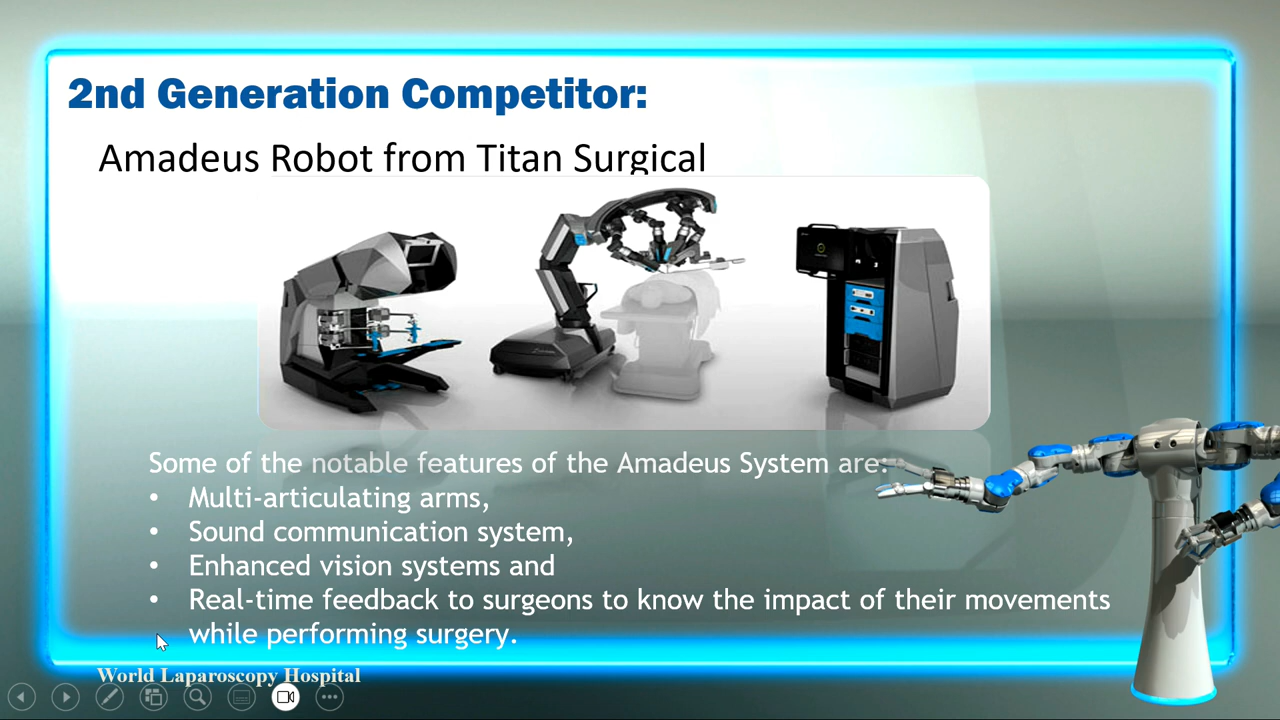 2nd Generation Competitor:
Amadeus Robot from Titan Surgical
Some of the notable features of the Amadeus System are:
• Multi-articulating arms,
• Sound communication system,
• Enhanced vision systems and
• Real-time feedback to surgeons to know the impact of their movements
while performing surgery.
World Laparoscopy Hospital